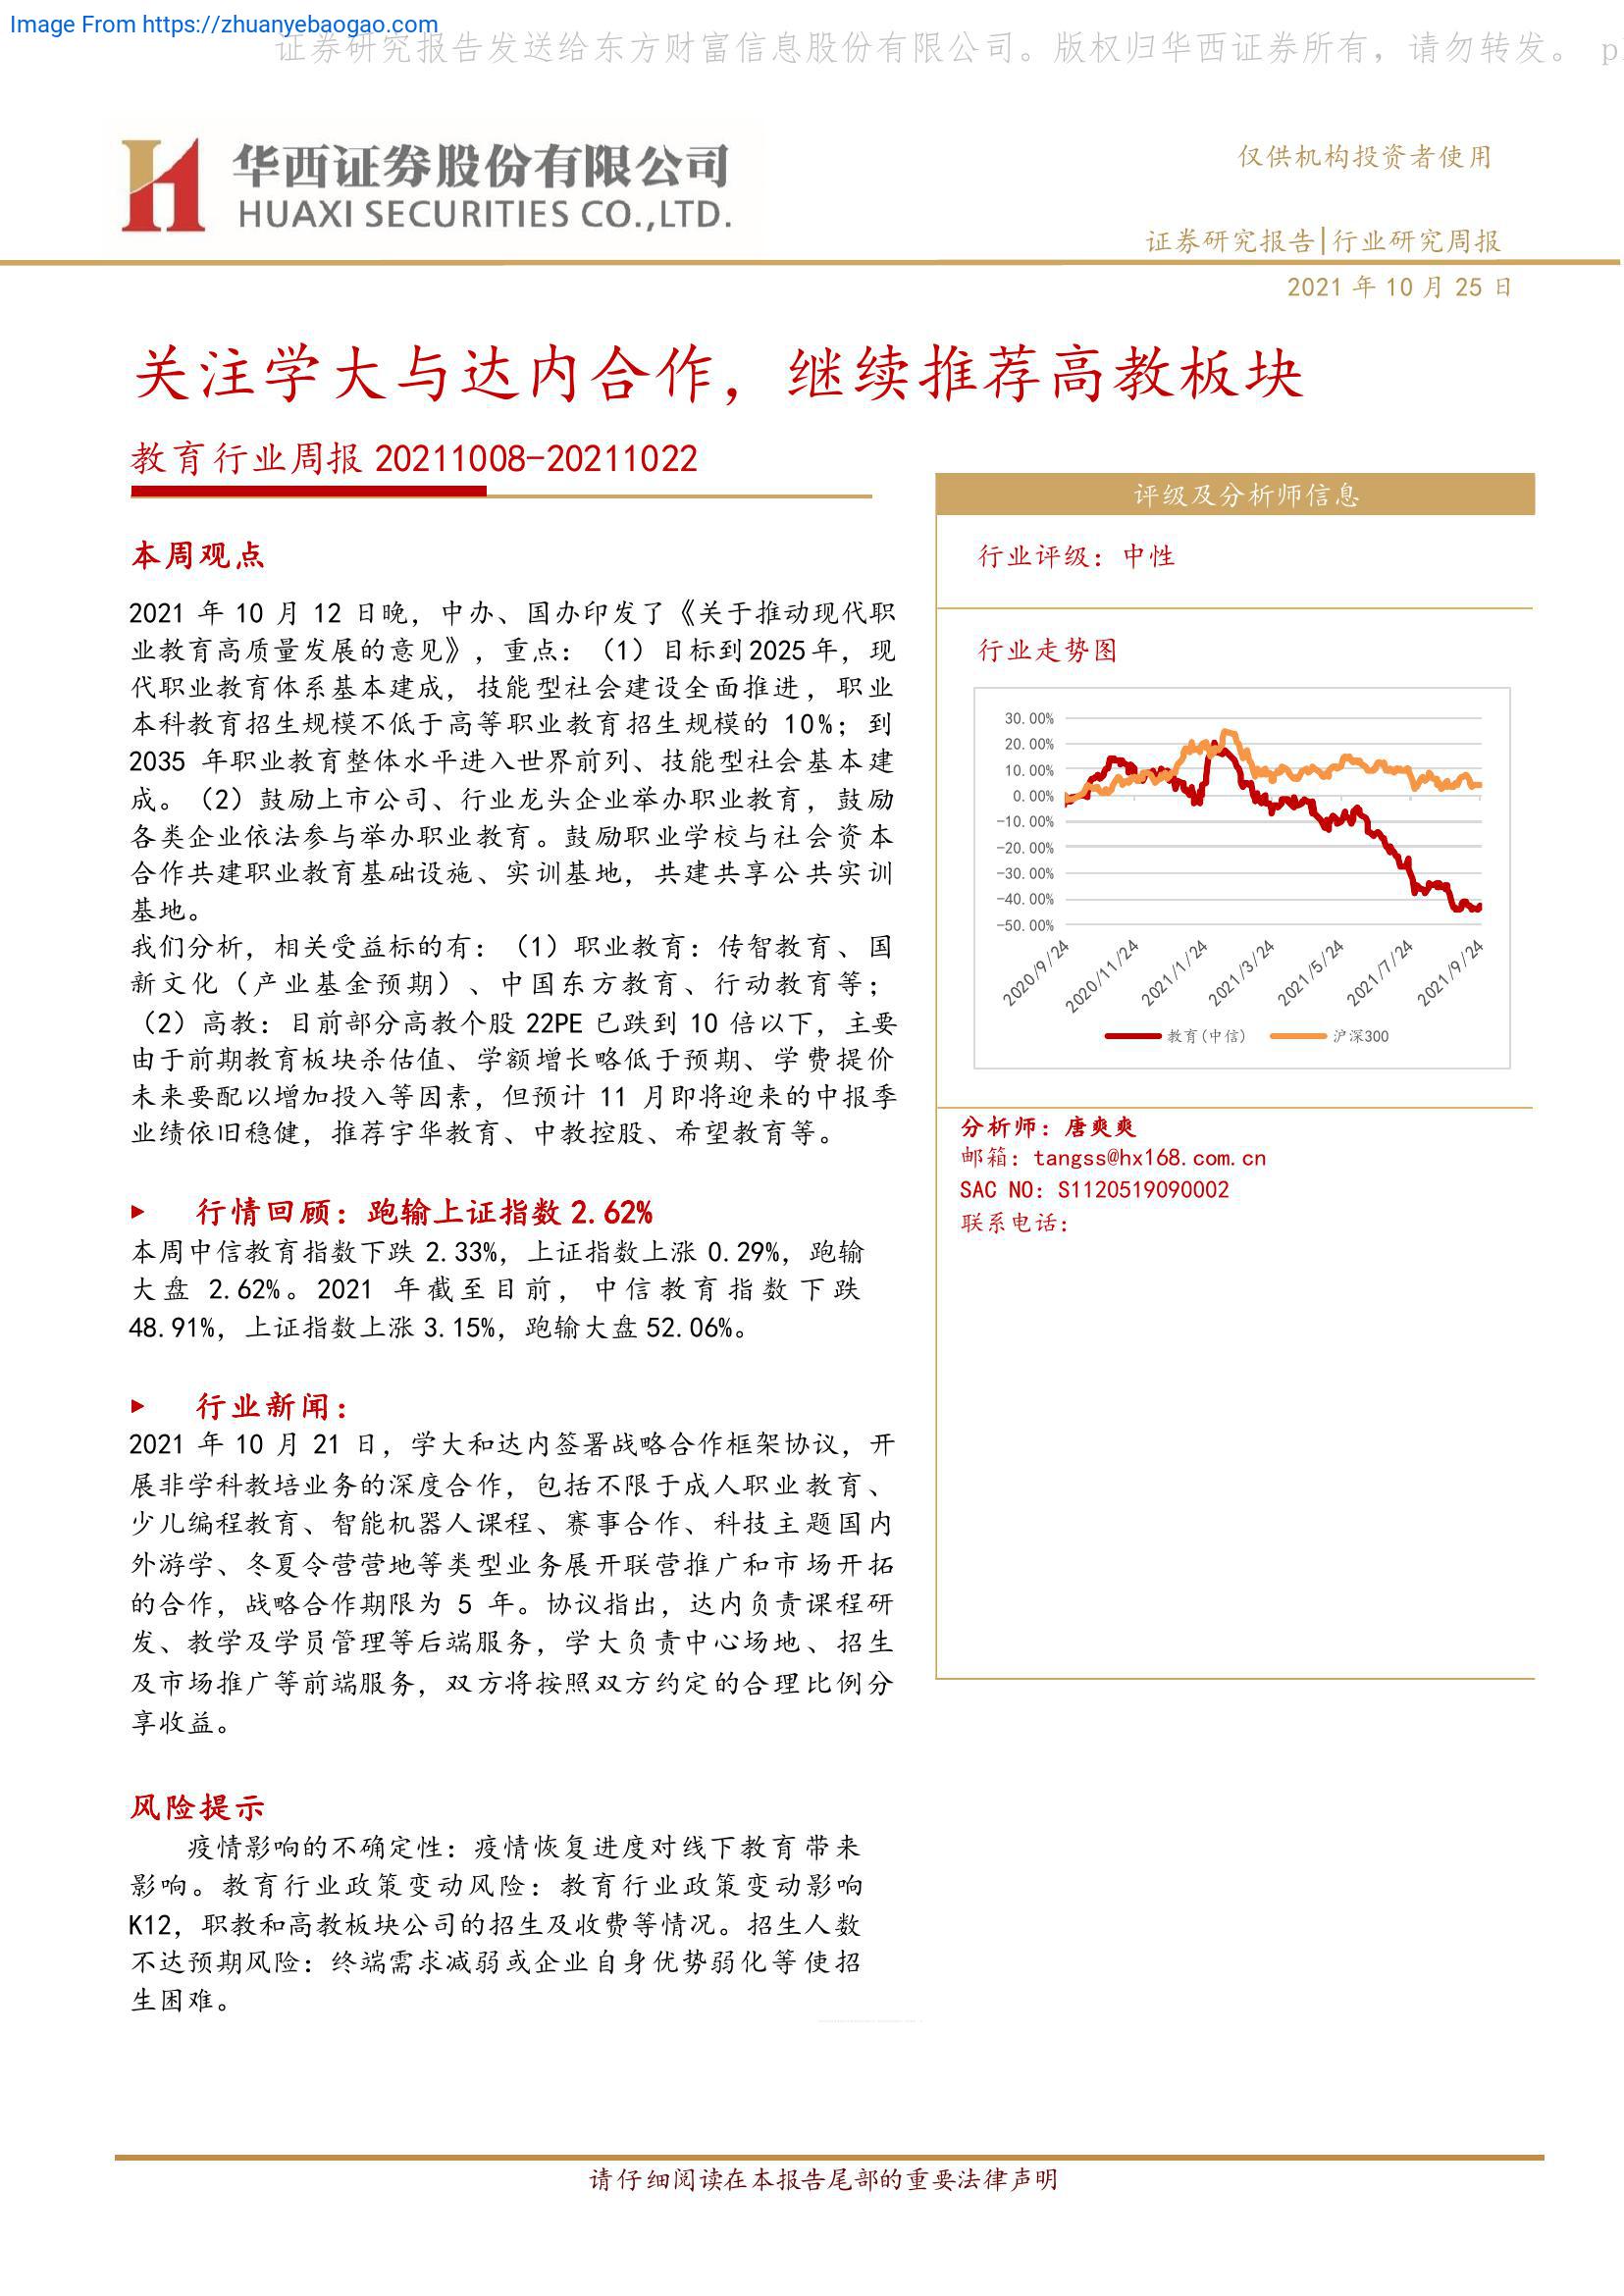 Image From https://zhuanyebaogao.com
证券研究报告发送给东方财富信息股份有限公司。版权归华西证券所有，请勿转发。 p
华西证券股份有限公司
HUAXI SECURITIES CO.,LTD.
仅供机构投资者使用
证券研究报告|行业研究周报
2021 年 10 月 25 日
关注学大与达内合作，继续推荐高教板块
教育行业周报 20211008-20211022
本周观点
2021 年 10 月 12 日晚，中办、国办印发了《关于推动现代职
业教育高质量发展的意见》，重点：（1）目标到 2025 年，现
代职业教育体系基本建成，技能型社会建设全面推进，职业
本科教育招生规模不低于高等职业教育招生规模的 10%；到
2035 年职业教育整体水平进入世界前列、技能型社会基本建
成。（2）鼓励上市公司、行业龙头企业举办职业教育，鼓励
各类企业依法参与举办职业教育。鼓励职业学校与社会资本
合作共建职业教育基础设施、实训基地，共建共享公共实训
基地。
我们分析，相关受益标的有：（1）职业教育：传智教育、国
新文化（产业基金预期）、中国东方教育、行动教育等；
（2）高教：目前部分高教个股 22PE 已跌到 10 倍以下，主要
由于前期教育板块杀估值、学额增长略低于预期、学费提价
未来要配以增加投入等因素，但预计 11 月即将迎来的中报季
业绩依旧稳健，推荐宇华教育、中教控股、希望教育等。
行情回顾：跑输上证指数 2.62%
本周中信教育指数下跌 2.33%，上证指数上涨 0.29%，跑输
大盘 2.62%。2021 年截至目前，中信教育指数下跌
48.91%，上证指数上涨 3.15%，跑输大盘 52.06%。
行业新闻：
2021 年 10 月 21 日，学大和达内签署战略合作框架协议，开
展非学科教培业务的深度合作，包括不限于成人职业教育、
少儿编程教育、智能机器人课程、赛事合作、科技主题国内
外游学、冬夏令营营地等类型业务展开联营推广和市场开拓
的合作，战略合作期限为 5 年。协议指出，达内负责课程研
发、教学及学员管理等后端服务，学大负责中心场地、招生
及市场推广等前端服务，双方将按照双方约定的合理比例分
享收益。
风险提示
疫情影响的不确定性：疫情恢复进度对线下教育带来
影响。教育行业政策变动风险：教育行业政策变动影响
K12，职教和高教板块公司的招生及收费等情况。招生人数
不达预期风险：终端需求减弱或企业自身优势弱化等使招
生困难。
评级及分析师信息
行业评级：中性
行业走势图
30.00%
20.00%
10.00%
0.00%
-10.00%
-20.00%
-30.00%
-40.00%
-50.00%
2020/9/24
2020/11/24
2021/1/24
2021/3/24
2021/5/24
2021/7/24
2021/9/24
教育(中信)
沪深300
分析师：唐爽爽
邮箱：tangss@hx168.com.cn
SAC NO：S1120519090002
联系电话：
请仔细阅读在本报告尾部的重要法律声明